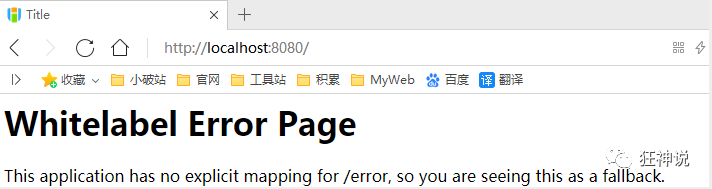 Title
http://localhost:8080/
收藏 小破站 官网 工具站 积累 MyWeb 百度 译 翻译
Whitelabel Error Page
狂神说
This application has no explicit mapping for /error, so you are seeing this as a fallback.